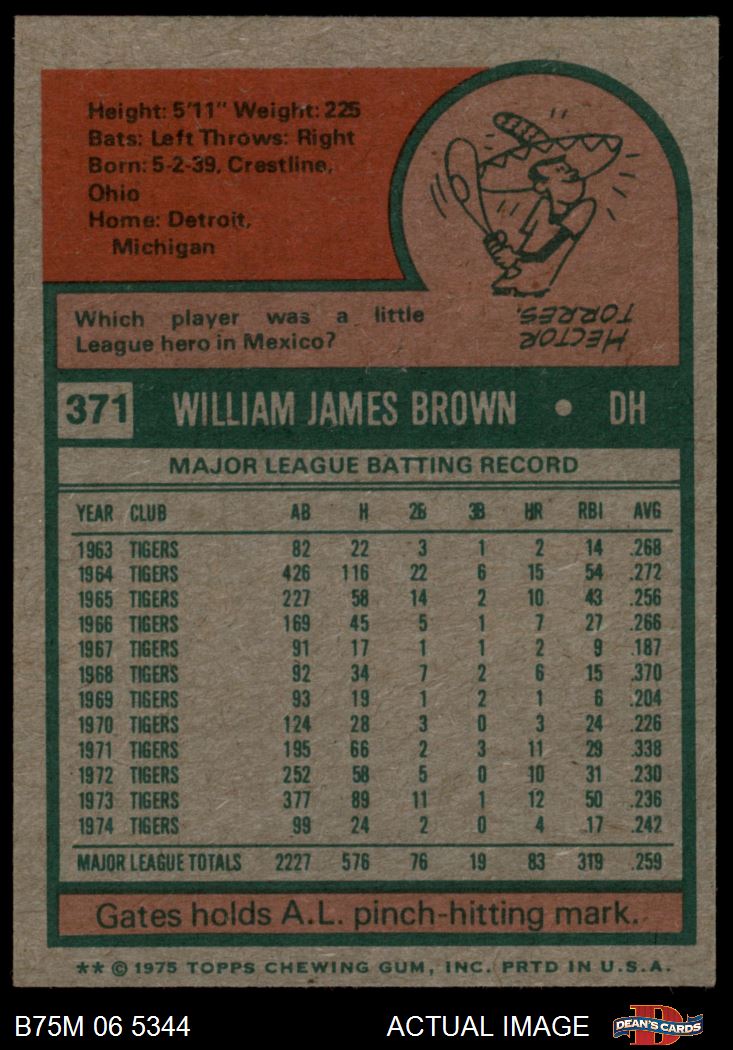 Height: 5'11" Weight: 225
Bats: Left Throws: Right
Born: 5-2-39, Crestline,
Ohio
Home: Detroit,
Michigan
Which player was a little
League hero in Mexico?
HECTOR
TORRES.
371 WILLIAM JAMES BROWN • DH
MAJOR LEAGUE BATTING RECORD
YEAR CLUB AB H 2B 3B HR RBI AVG
1963 TIGERS 82 22 3 1 2 14 .268
1964 TIGERS 426 116 22 6 15 54 .272
1965 TIGERS 227 58 14 2 10 43 .256
1966 TIGERS 169 45 5 1 7 27 .266
1967 TIGERS 91 17 1 1 2 9 .187
1968 TIGERS 92 34 7 2 6 15 .370
1969 TIGERS 93 19 1 2 1 6 .204
1970 TIGERS 124 28 3 0 3 24 .226
1971 TIGERS 195 66 2 3 11 29 .338
1972 TIGERS 252 58 5 0 10 31 .230
1973 TIGERS 377 89 11 1 12 50 .236
1974 TIGERS 99 24 2 0 4 17 .242
MAJOR LEAGUE TOTALS 2227 576 76 19 83 319 .259
Gates holds A.L. pinch-hitting mark.
** © 1975 TOPPS CHEWING GUM, INC. PRTD IN U.S.A.
B75M 06 5344 ACTUAL IMAGE D DEAN'S CARDS